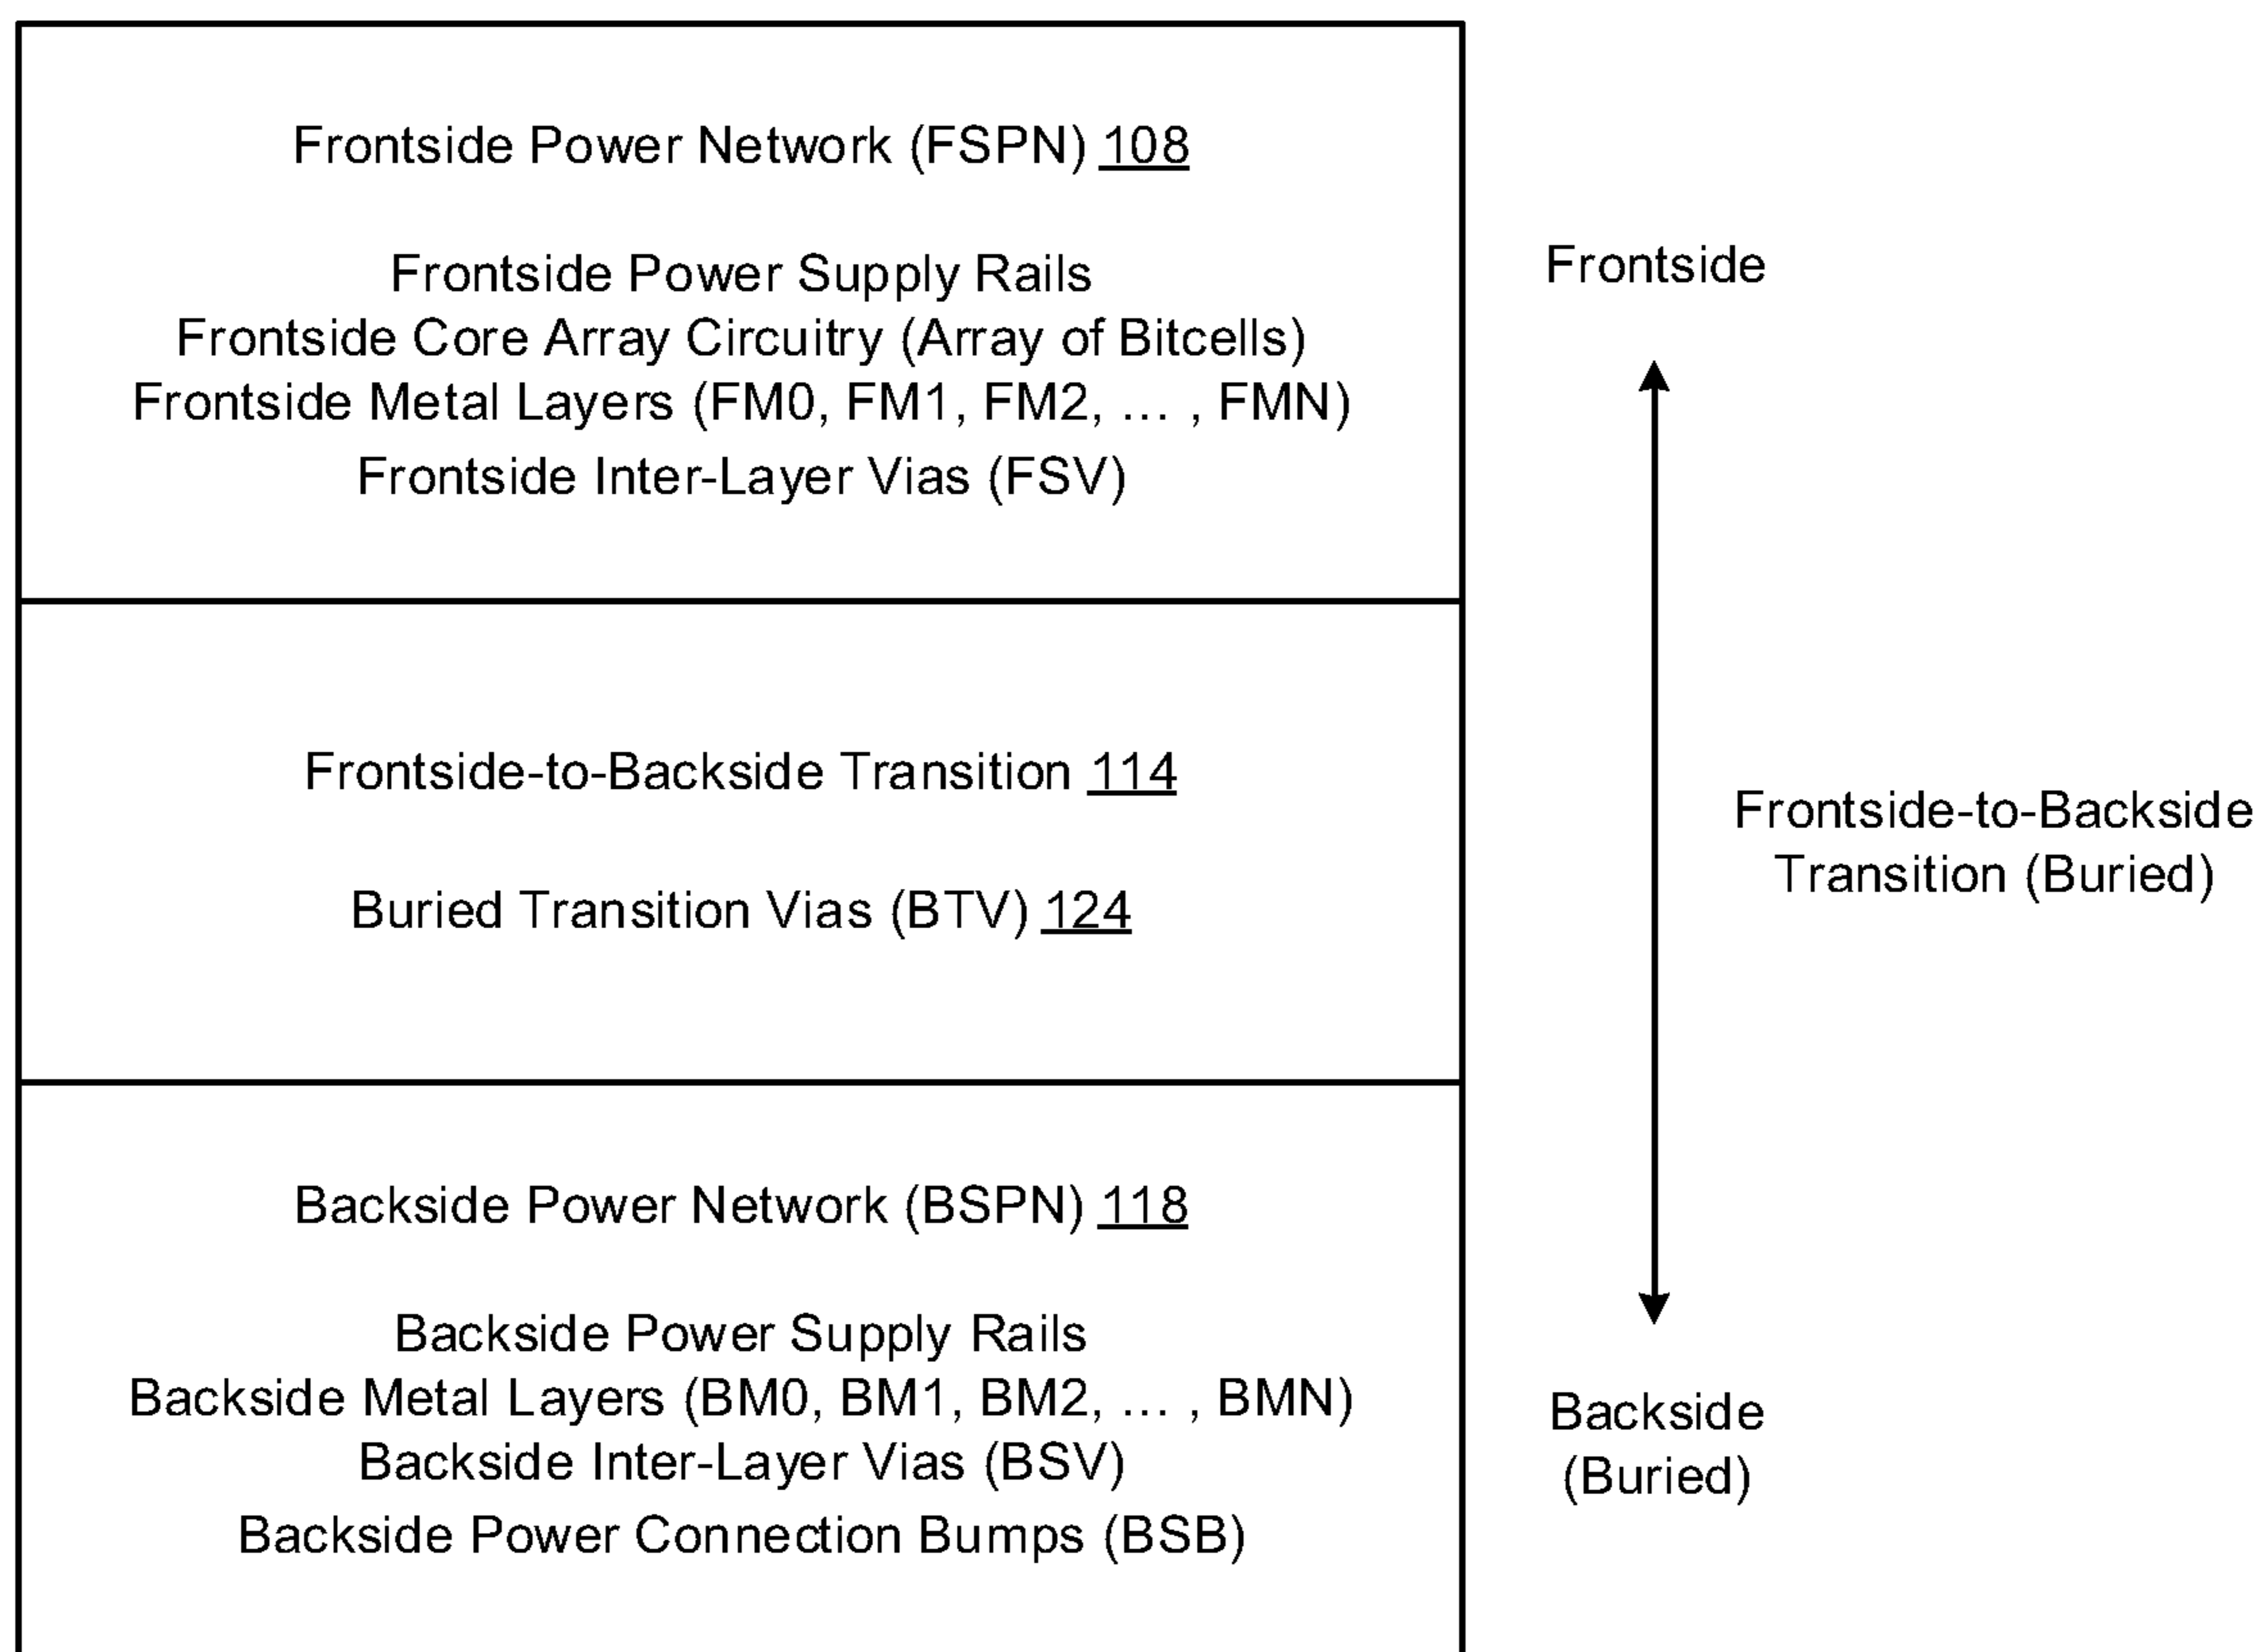 Frontside Power Network (FSPN) 108
Frontside Power Supply Rails
Frontside Core Array Circuitry (Array of Bitcells)
Frontside Metal Layers (FM0, FM1, FM2, ... , FMN)
Frontside Inter-Layer Vias (FSV)
Frontside
Frontside-to-Backside Transition 114
Buried Transition Vias (BTV) 124
Frontside-to-Backside
Transition (Buried)
Backside Power Network (BSPN) 118
Backside Power Supply Rails
Backside Metal Layers (BM0, BM1, BM2, ... , BMN)
Backside Inter-Layer Vias (BSV)
Backside Power Connection Bumps (BSB)
Backside
(Buried)